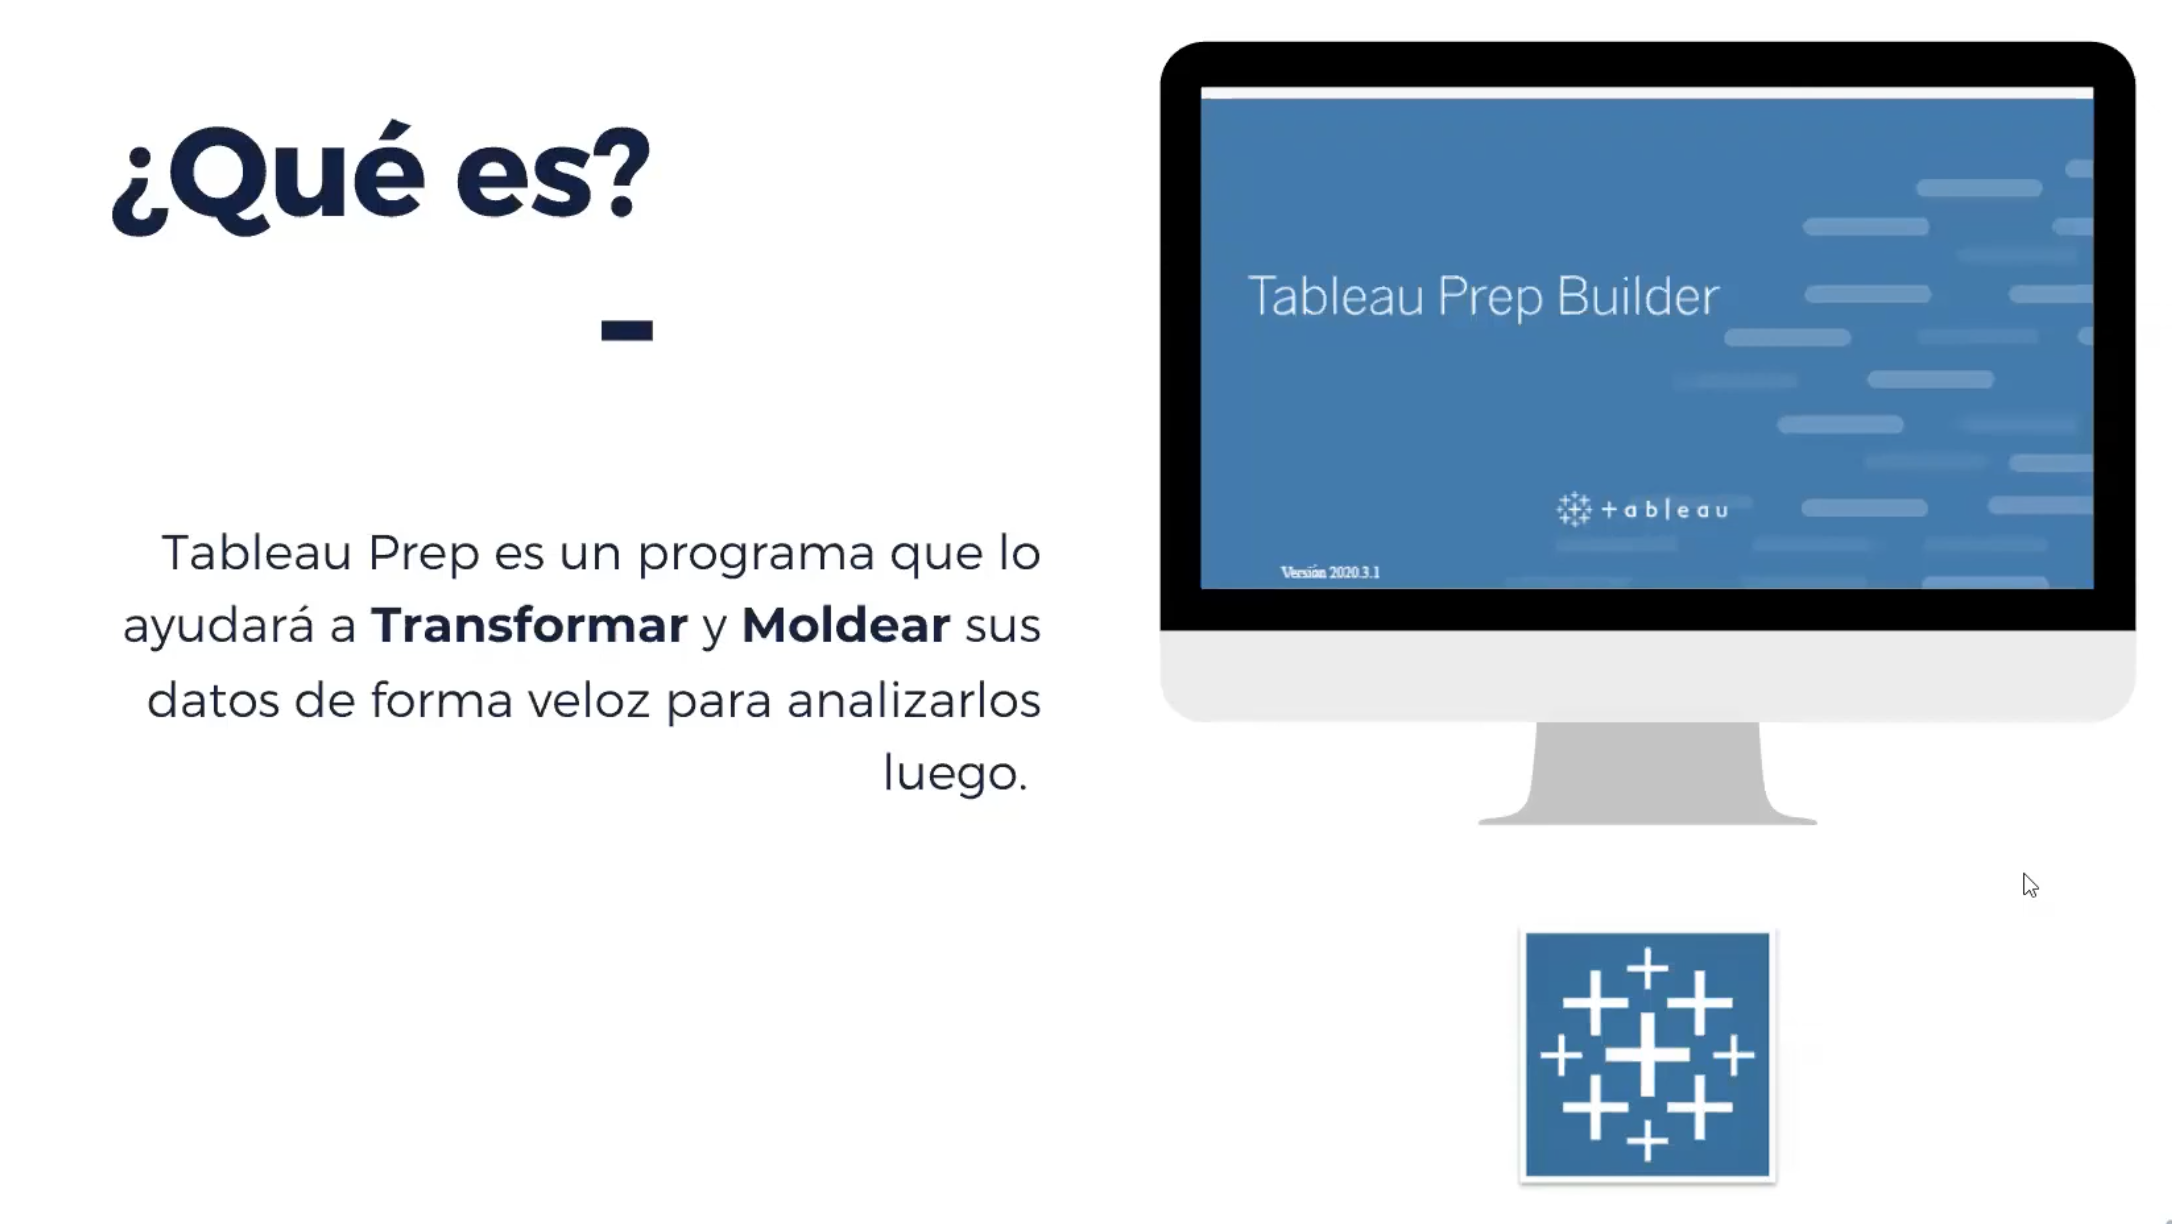 ¿Qué es?
Tableau Prep es un programa que lo
ayudará a Transformar y Moldear sus
datos de forma veloz para analizarlos
luego.
Tableau Prep Builder
+ableau
Versión 2020.3.1